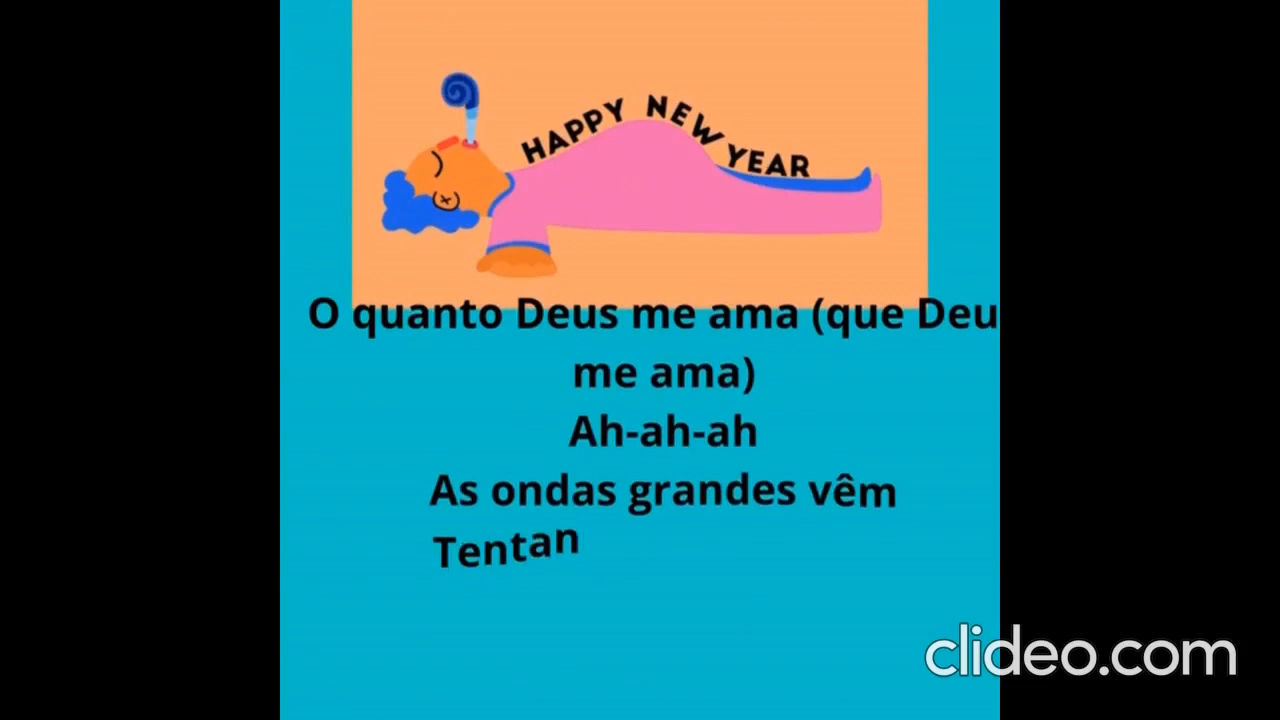 HAPPY NEW YEAR
O quanto Deus me ama (que Deu
me ama)
Ah-ah-ah
As ondas grandes vêm
Tentan
clideo.com